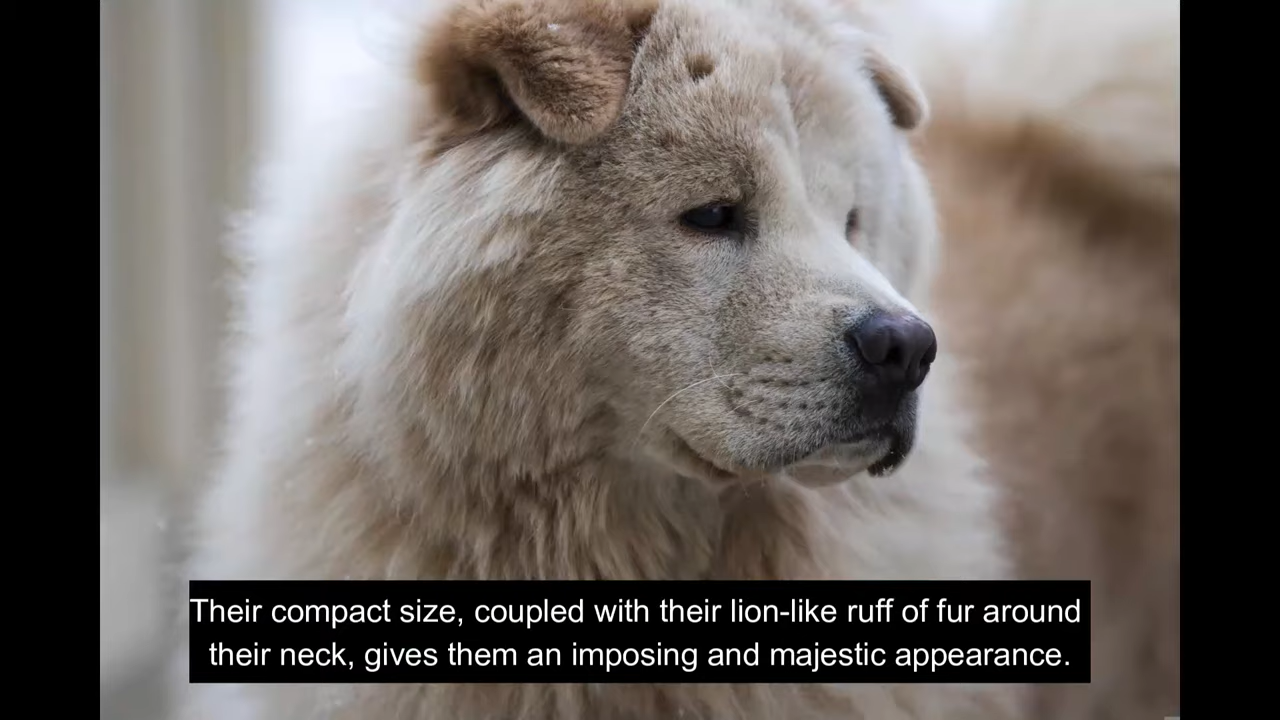 Their compact size, coupled with their lion-like ruff of fur around
their neck, gives them an imposing and majestic appearance.